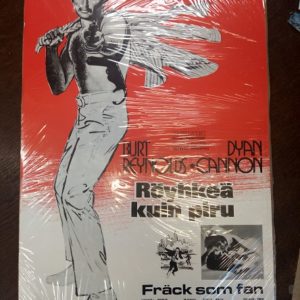 BURT DYAN
REYNOLDS • CANNON
Röyhkeä
kuin piru
Fräck som fan